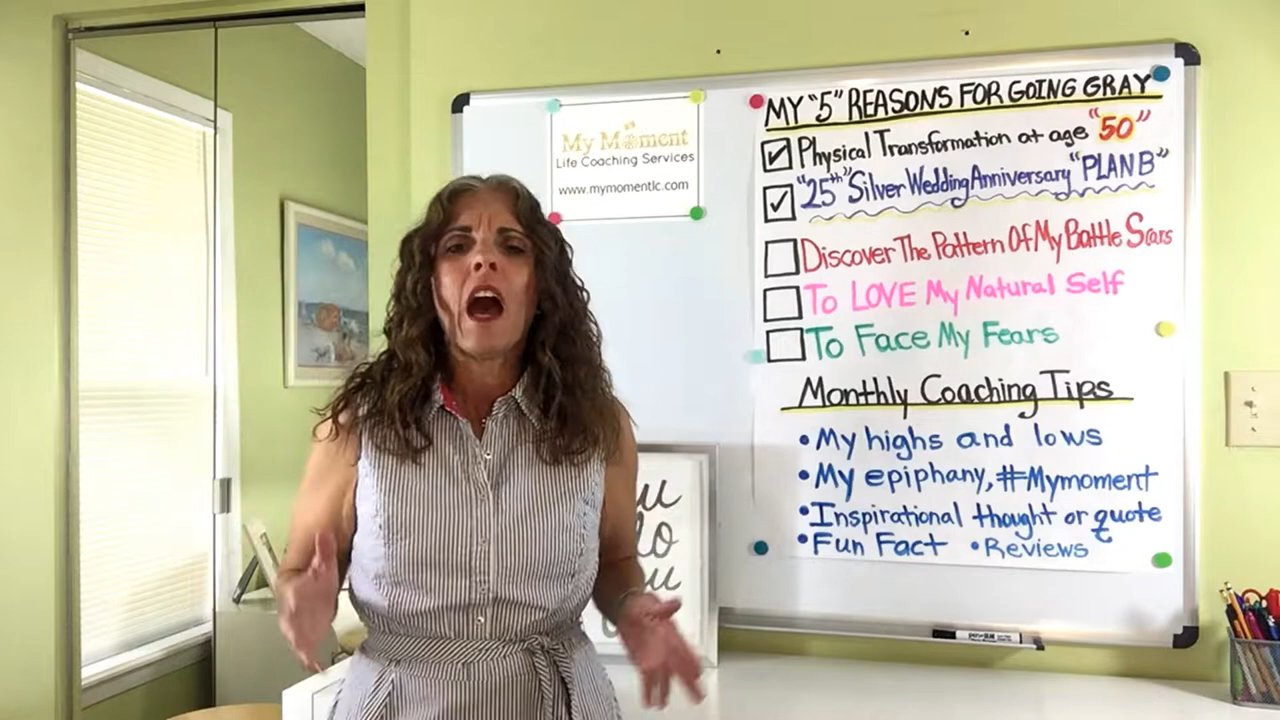 My Moment
Life Coaching Services
www.mymomentlc.com
MY "5" REASONS FOR GOING GRAY
Physical Transformation at age "50"
"25th" Silver Wedding Anniversary "PLAN B"
Discover The Pattern Of My Battle Scars
To LOVE My Natural Self
To Face My Fears
Monthly Coaching Tips
• My highs and lows
• My epiphany, #Mymoment
• Inspirational thought or quote
• Fun Fact • Reviews